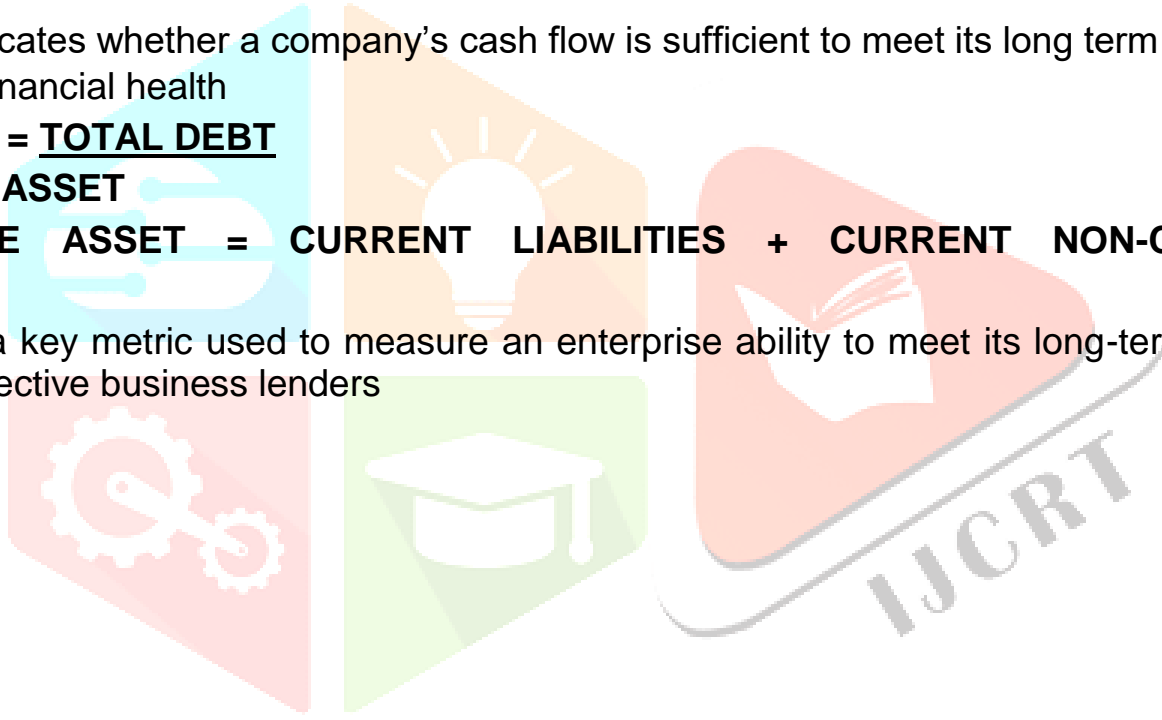 cates whether a company’s cash flow is sufficient to meet its long term
nancial health
= TOTAL DEBT
ASSET
E ASSET = CURRENT LIABILITIES + CURRENT NON-C
a key metric used to measure an enterprise ability to meet its long-ter
ective business lenders
IJCRT